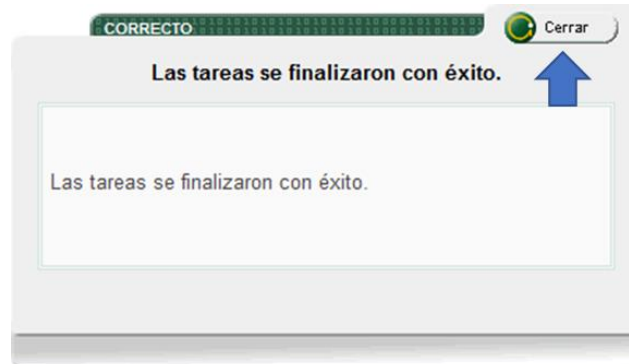 CORRECTO
Cerrar
Las tareas se finalizaron con éxito.
Las tareas se finalizaron con éxito.